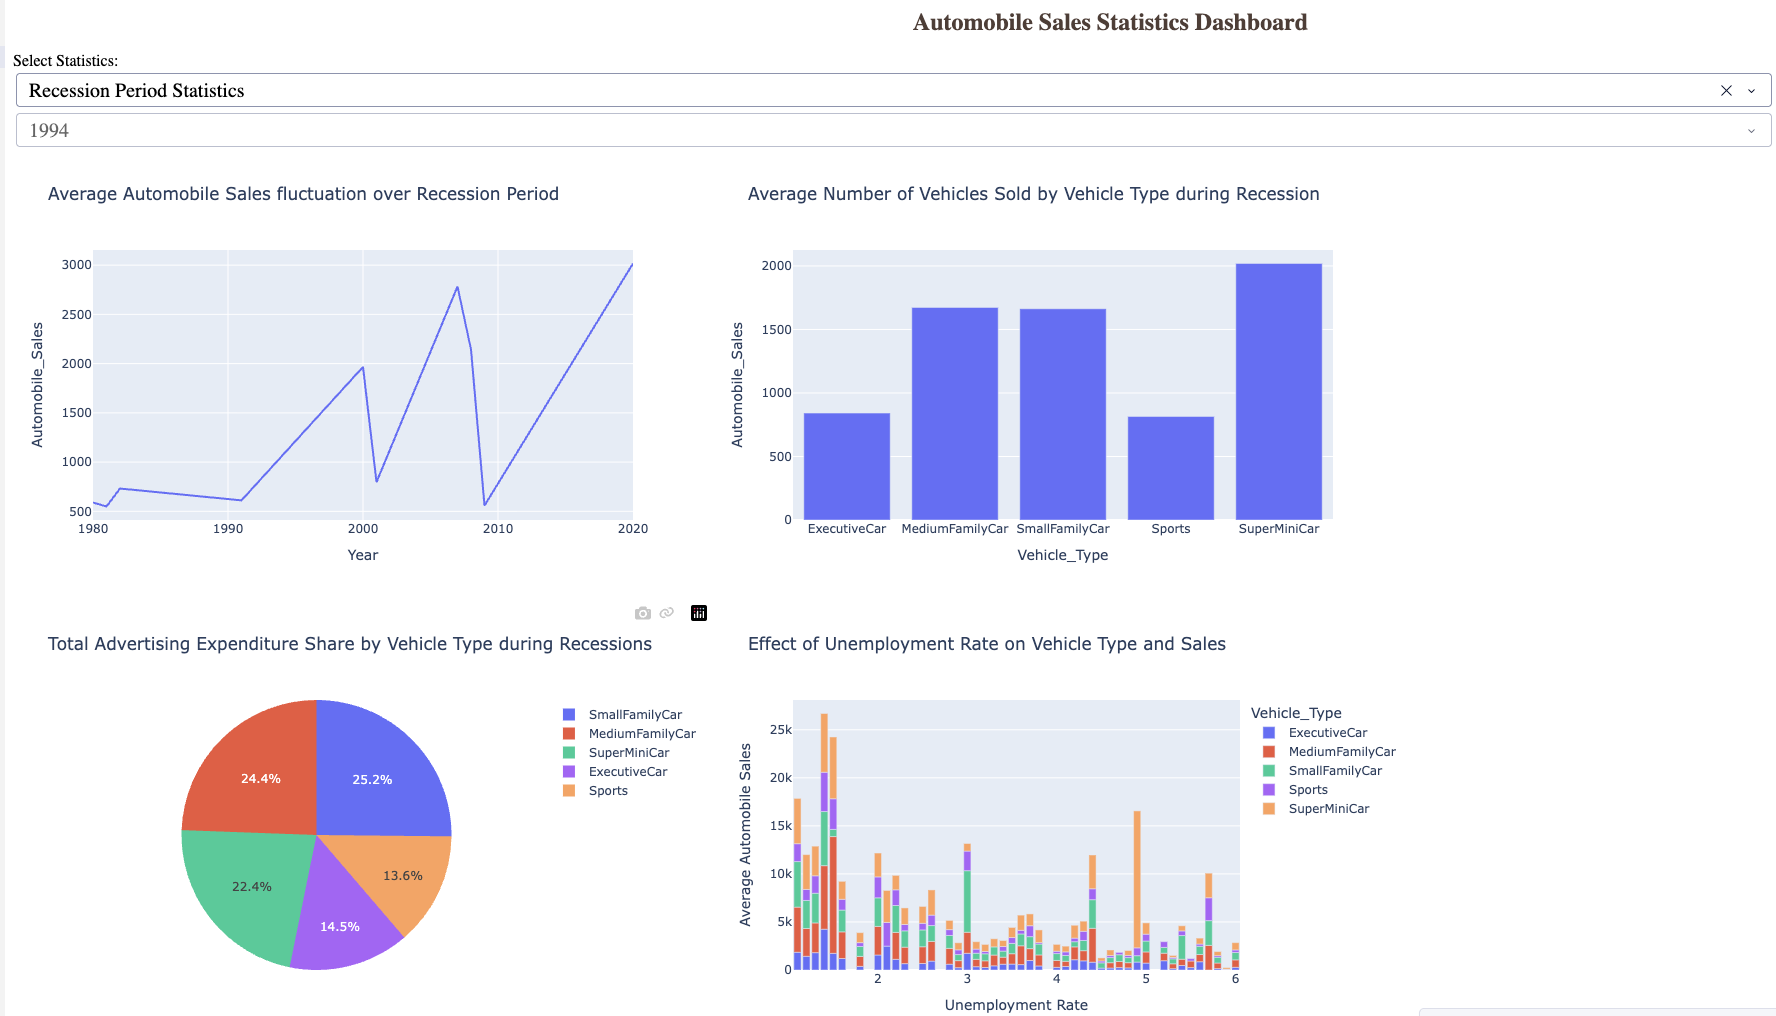 Automobile Sales Statistics Dashboard
Select Statistics:
Recession Period Statistics
1994
Average Automobile Sales fluctuation over Recession Period
3000
2500
2000
1500
1000
500
Automobile_Sales
1980 1990 2000 2010 2020
Year
Average Number of Vehicles Sold by Vehicle Type during Recession
2000
1500
1000
500
0
Automobile_Sales
ExecutiveCar MediumFamilyCar SmallFamilyCar Sports SuperMiniCar
Vehicle_Type
Total Advertising Expenditure Share by Vehicle Type during Recessions
24.4% 25.2%
22.4% 13.6%
14.5%
SmallFamilyCar
MediumFamilyCar
SuperMiniCar
ExecutiveCar
Sports
Effect of Unemployment Rate on Vehicle Type and Sales
25k
20k
15k
10k
5k
0
Average Automobile Sales
2 3 4 5 6
Unemployment Rate
Vehicle_Type
ExecutiveCar
MediumFamilyCar
SmallFamilyCar
Sports
SuperMiniCar